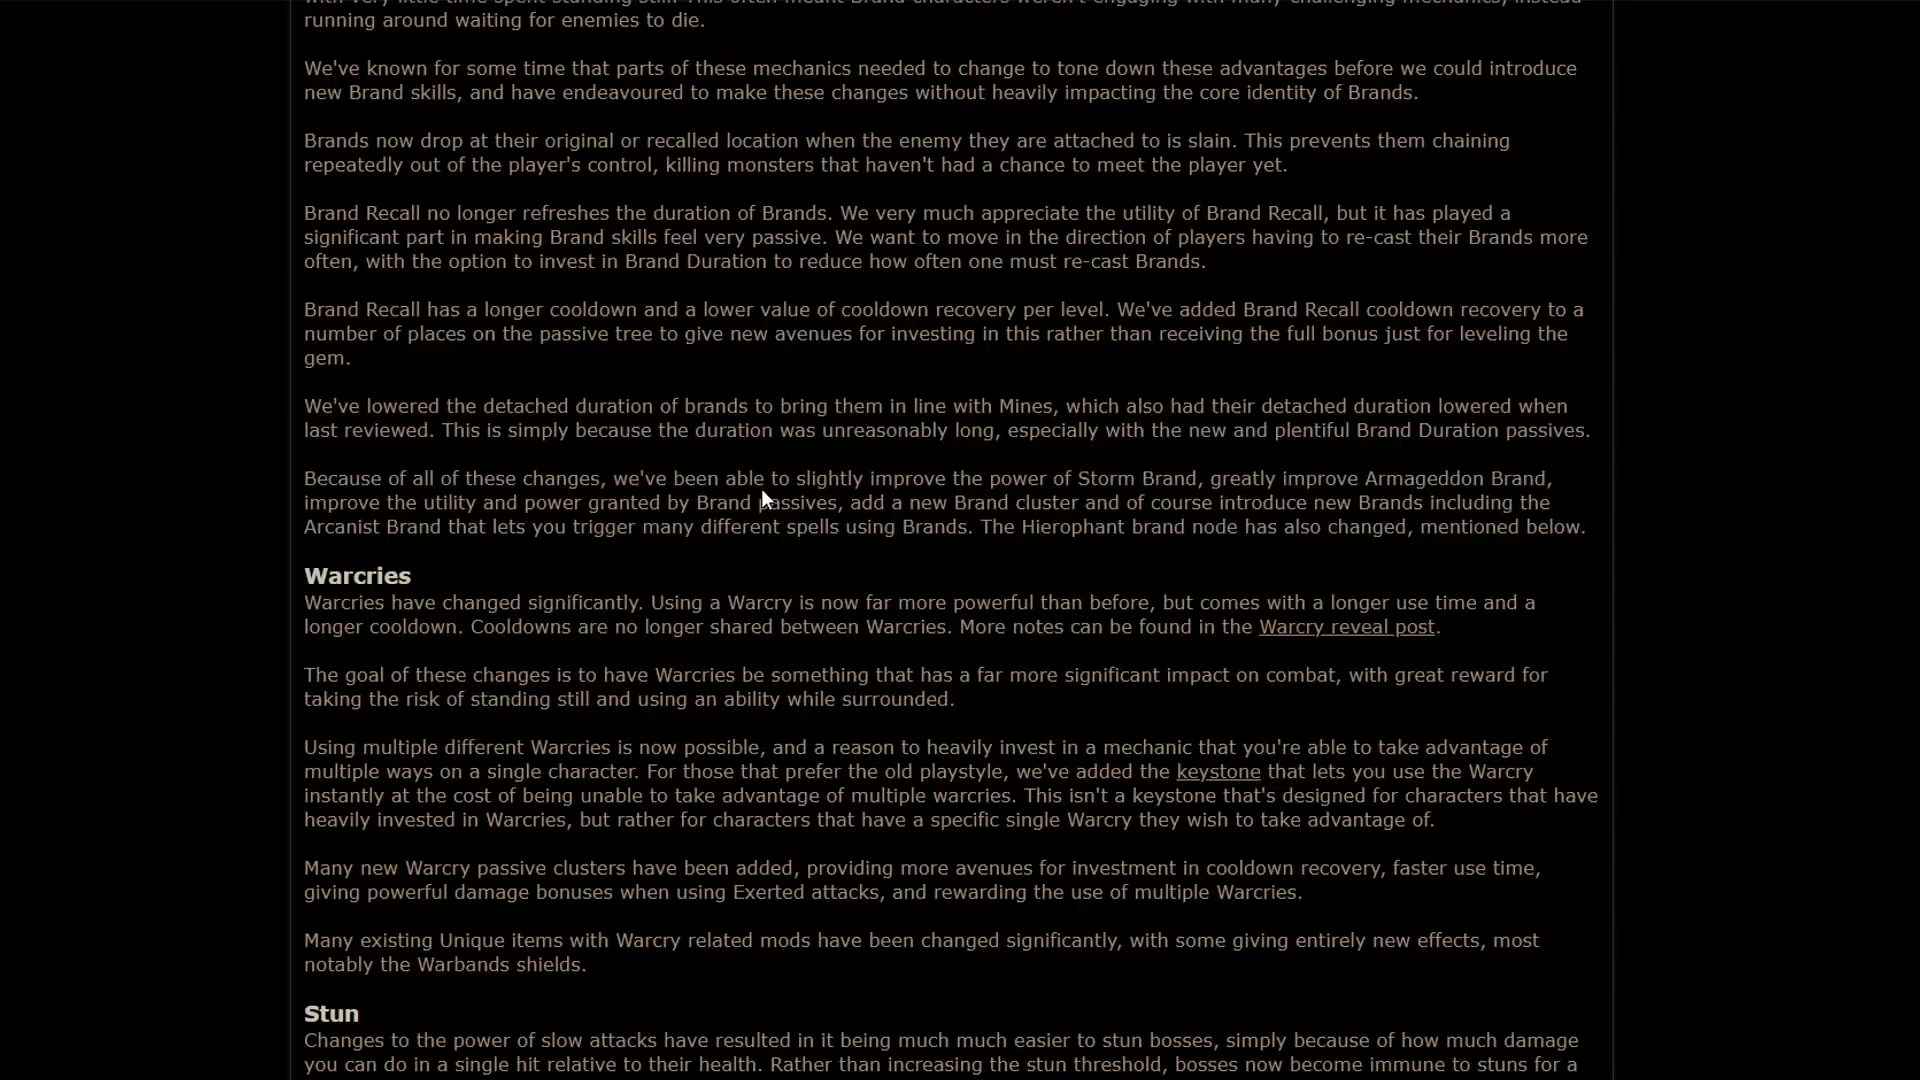 running around waiting for enemies to die.
We've known for some time that parts of these mechanics needed to change to tone down these advantages before we could introduce
new Brand skills, and have endeavoured to make these changes without heavily impacting the core identity of Brands.
Brands now drop at their original or recalled location when the enemy they are attached to is slain. This prevents them chaining
repeatedly out of the player's control, killing monsters that haven't had a chance to meet the player yet.
Brand Recall no longer refreshes the duration of Brands. We very much appreciate the utility of Brand Recall, but it has played a
significant part in making Brand skills feel very passive. We want to move in the direction of players having to re-cast their Brands more
often, with the option to invest in Brand Duration to reduce how often one must re-cast Brands.
Brand Recall has a longer cooldown and a lower value of cooldown recovery per level. We've added Brand Recall cooldown recovery to a
number of places on the passive tree to give new avenues for investing in this rather than receiving the full bonus just for leveling the
gem.
We've lowered the detached duration of brands to bring them in line with Mines, which also had their detached duration lowered when
last reviewed. This is simply because the duration was unreasonably long, especially with the new and plentiful Brand Duration passives.
Because of all of these changes, we've been able to slightly improve the power of Storm Brand, greatly improve Armageddon Brand,
improve the utility and power granted by Brand passives, add a new Brand cluster and of course introduce new Brands including the
Arcanist Brand that lets you trigger many different spells using Brands. The Hierophant brand node has also changed, mentioned below.
Warcries
Warcries have changed significantly. Using a Warcry is now far more powerful than before, but comes with a longer use time and a
longer cooldown. Cooldowns are no longer shared between Warcries. More notes can be found in the Warcry reveal post.
The goal of these changes is to have Warcries be something that has a far more significant impact on combat, with great reward for
taking the risk of standing still and using an ability while surrounded.
Using multiple different Warcries is now possible, and a reason to heavily invest in a mechanic that you're able to take advantage of
multiple ways on a single character. For those that prefer the old playstyle, we've added the keystone that lets you use the Warcry
instantly at the cost of being unable to take advantage of multiple warcries. This isn't a keystone that's designed for characters that have
heavily invested in Warcries, but rather for characters that have a specific single Warcry they wish to take advantage of.
Many new Warcry passive clusters have been added, providing more avenues for investment in cooldown recovery, faster use time,
giving powerful damage bonuses when using Exerted attacks, and rewarding the use of multiple Warcries.
Many existing Unique items with Warcry related mods have been changed significantly, with some giving entirely new effects, most
notably the Warbands shields.
Stun
Changes to the power of slow attacks have resulted in it being much much easier to stun bosses, simply because of how much damage
you can do in a single hit relative to their health. Rather than increasing the stun threshold, bosses now become immune to stuns for a